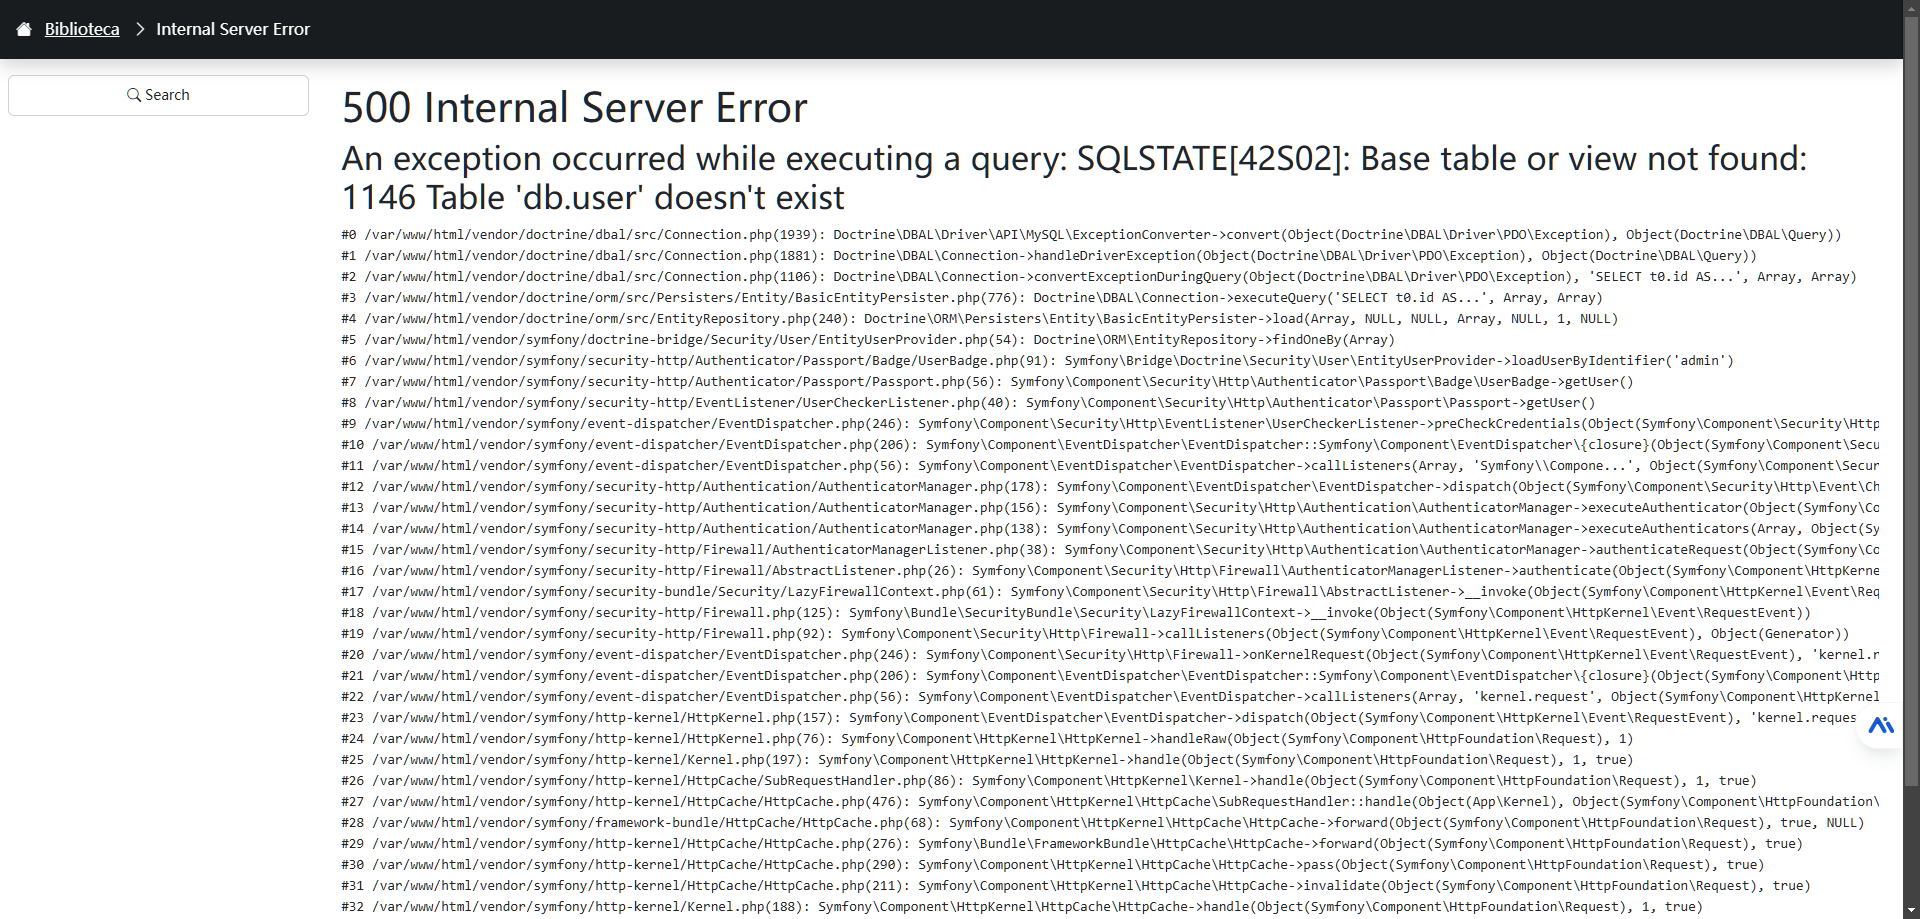 Biblioteca > Internal Server Error
Search
500 Internal Server Error
An exception occurred while executing a query: SQLSTATE[42S02]: Base table or view not found:
1146 Table 'db.user' doesn't exist
#0 /var/www/html/vendor/doctrine/dbal/src/Connection.php(1939): Doctrine\DBAL\Driver\API\MySQL\ExceptionConverter->convert(Object(Doctrine\DBAL\Driver\PDO\Exception), Object(Doctrine\DBAL\Query))
#1 /var/www/html/vendor/doctrine/dbal/src/Connection.php(1881): Doctrine\DBAL\Connection->handleDriverException(Object(Doctrine\DBAL\Driver\PDO\Exception), Object(Doctrine\DBAL\Query))
#2 /var/www/html/vendor/doctrine/dbal/src/Connection.php(1106): Doctrine\DBAL\Connection->convertExceptionDuringQuery(Object(Doctrine\DBAL\Driver\PDO\Exception), 'SELECT t0.id AS...', Array, Array)
#3 /var/www/html/vendor/doctrine/orm/src/Persisters/Entity/BasicEntityPersister.php(776): Doctrine\DBAL\Connection->executeQuery('SELECT t0.id AS...', Array, Array)
#4 /var/www/html/vendor/doctrine/orm/src/EntityRepository.php(240): Doctrine\ORM\Persisters\Entity\BasicEntityPersister->load(Array, NULL, NULL, Array, NULL, 1, NULL)
#5 /var/www/html/vendor/symfony/doctrine-bridge/Security/User/EntityUserProvider.php(54): Doctrine\ORM\EntityRepository->findOneBy(Array)
#6 /var/www/html/vendor/symfony/security-http/Authenticator/Passport/Badge/UserBadge.php(91): Symfony\Bridge\Doctrine\Security\User\EntityUserProvider->loadUserByIdentifier('admin')
#7 /var/www/html/vendor/symfony/security-http/Authenticator/Passport/Passport.php(56): Symfony\Component\Security\Http\Authenticator\Passport\Badge\UserBadge->getUser()
#8 /var/www/html/vendor/symfony/security-http/EventListener/UserCheckerListener.php(40): Symfony\Component\Security\Http\Authenticator\Passport\Passport->getUser()
#9 /var/www/html/vendor/symfony/event-dispatcher/EventDispatcher.php(246): Symfony\Component\Security\Http\EventListener\UserCheckerListener->preCheckCredentials(Object(Symfony\Component\Security\Http
#10 /var/www/html/vendor/symfony/event-dispatcher/EventDispatcher.php(206): Symfony\Component\EventDispatcher\EventDispatcher::Symfony\Component\EventDispatcher\{closure}(Object(Symfony\Component\Secu
#11 /var/www/html/vendor/symfony/event-dispatcher/EventDispatcher.php(56): Symfony\Component\EventDispatcher\EventDispatcher->callListeners(Array, 'Symfony\\Compone...', Object(Symfony\Component\Secur
#12 /var/www/html/vendor/symfony/security-http/Authentication/AuthenticatorManager.php(178): Symfony\Component\EventDispatcher\EventDispatcher->dispatch(Object(Symfony\Component\Security\Http\Event\Ch
#13 /var/www/html/vendor/symfony/security-http/Authentication/AuthenticatorManager.php(156): Symfony\Component\Security\Http\Authentication\AuthenticatorManager->executeAuthenticator(Object(Symfony\Co
#14 /var/www/html/vendor/symfony/security-http/Authentication/AuthenticatorManager.php(138): Symfony\Component\Security\Http\Authentication\AuthenticatorManager->executeAuthenticators(Array, Object(Sy
#15 /var/www/html/vendor/symfony/security-http/Firewall/AuthenticatorManagerListener.php(38): Symfony\Component\Security\Http\Authentication\AuthenticatorManager->authenticateRequest(Object(Symfony\Co
#16 /var/www/html/vendor/symfony/security-http/Firewall/AbstractListener.php(26): Symfony\Component\Security\Http\Firewall\AuthenticatorManagerListener->authenticate(Object(Symfony\Component\HttpKerne
#17 /var/www/html/vendor/symfony/security-bundle/Security/LazyFirewallContext.php(61): Symfony\Component\Security\Http\Firewall\AbstractListener->__invoke(Object(Symfony\Component\HttpKernel\Event\Req
#18 /var/www/html/vendor/symfony/security-http/Firewall.php(125): Symfony\Bundle\SecurityBundle\Security\LazyFirewallContext->__invoke(Object(Symfony\Component\HttpKernel\Event\RequestEvent))
#19 /var/www/html/vendor/symfony/security-http/Firewall.php(92): Symfony\Component\Security\Http\Firewall->callListeners(Object(Symfony\Component\HttpKernel\Event\RequestEvent), Object(Generator))
#20 /var/www/html/vendor/symfony/event-dispatcher/EventDispatcher.php(246): Symfony\Component\Security\Http\Firewall->onKernelRequest(Object(Symfony\Component\HttpKernel\Event\RequestEvent), 'kernel.r
#21 /var/www/html/vendor/symfony/event-dispatcher/EventDispatcher.php(206): Symfony\Component\EventDispatcher\EventDispatcher::Symfony\Component\EventDispatcher\{closure}(Object(Symfony\Component\Http
#22 /var/www/html/vendor/symfony/event-dispatcher/EventDispatcher.php(56): Symfony\Component\EventDispatcher\EventDispatcher->callListeners(Array, 'kernel.request', Object(Symfony\Component\HttpKernel
#23 /var/www/html/vendor/symfony/http-kernel/HttpKernel.php(157): Symfony\Component\EventDispatcher\EventDispatcher->dispatch(Object(Symfony\Component\HttpKernel\Event\RequestEvent), 'kernel.reques
#24 /var/www/html/vendor/symfony/http-kernel/HttpKernel.php(76): Symfony\Component\HttpKernel\HttpKernel->handleRaw(Object(Symfony\Component\HttpFoundation\Request), 1)
#25 /var/www/html/vendor/symfony/http-kernel/Kernel.php(197): Symfony\Component\HttpKernel\HttpKernel->handle(Object(Symfony\Component\HttpFoundation\Request), 1, true)
#26 /var/www/html/vendor/symfony/http-kernel/HttpCache/SubRequestHandler.php(86): Symfony\Component\HttpKernel\Kernel->handle(Object(Symfony\Component\HttpFoundation\Request), 1, true)
#27 /var/www/html/vendor/symfony/http-kernel/HttpCache/HttpCache.php(476): Symfony\Component\HttpKernel\HttpCache\SubRequestHandler::handle(Object(App\Kernel), Object(Symfony\Component\HttpFoundation\
#28 /var/www/html/vendor/symfony/framework-bundle/HttpCache/HttpCache.php(68): Symfony\Component\HttpKernel\HttpCache\HttpCache->forward(Object(Symfony\Component\HttpFoundation\Request), true, NULL)
#29 /var/www/html/vendor/symfony/http-kernel/HttpCache/HttpCache.php(276): Symfony\Bundle\FrameworkBundle\HttpCache\HttpCache->forward(Object(Symfony\Component\HttpFoundation\Request), true)
#30 /var/www/html/vendor/symfony/http-kernel/HttpCache/HttpCache.php(290): Symfony\Component\HttpKernel\HttpCache\HttpCache->pass(Object(Symfony\Component\HttpFoundation\Request), true)
#31 /var/www/html/vendor/symfony/http-kernel/HttpCache/HttpCache.php(211): Symfony\Component\HttpKernel\HttpCache\HttpCache->invalidate(Object(Symfony\Component\HttpFoundation\Request), true)
#32 /var/www/html/vendor/symfony/http-kernel/Kernel.php(188): Symfony\Component\HttpKernel\HttpCache\HttpCache->handle(Object(Symfony\Component\HttpFoundation\Request), 1, true)